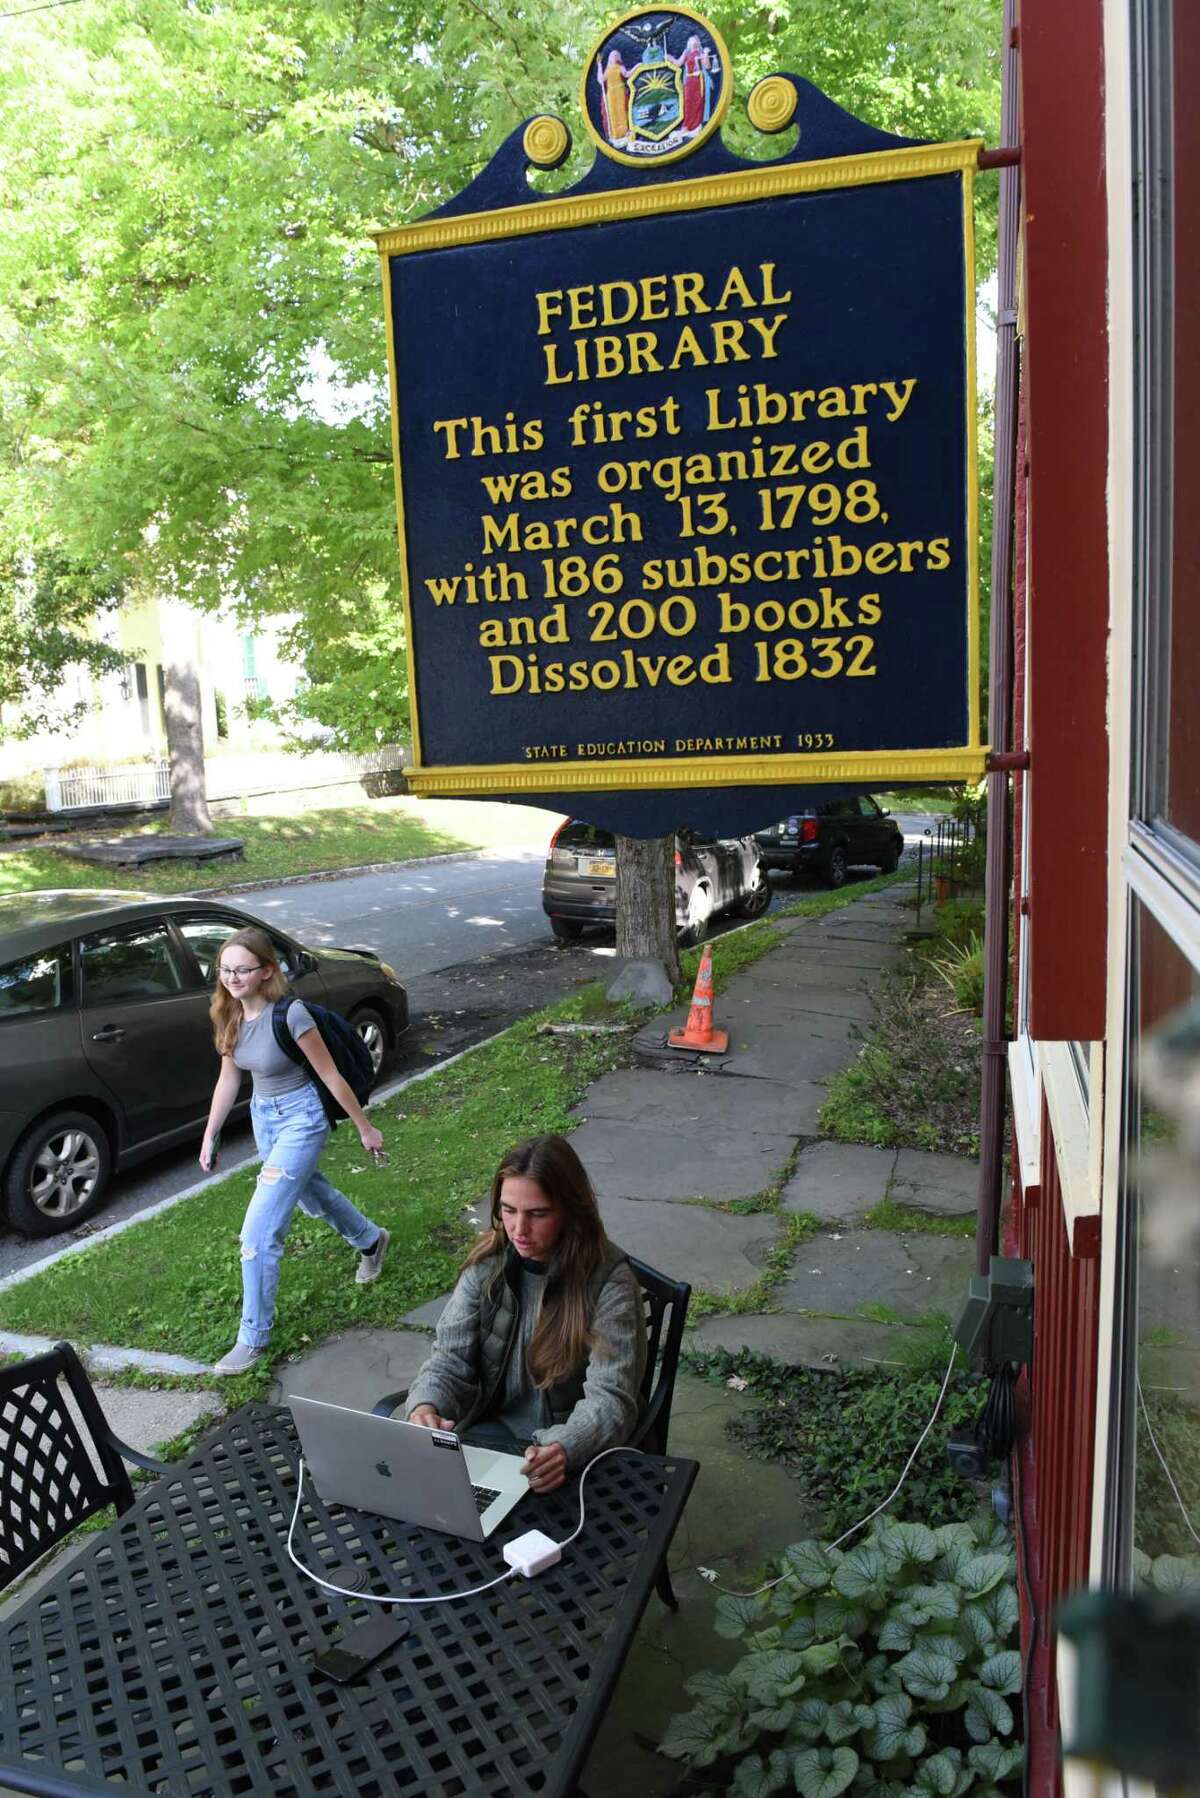 EXCELSIOR
FEDERAL
LIBRARY
This first Library
was organized
March 13, 1798,
with 186 subscribers
and 200 books
Dissolved 1832
STATE EDUCATION DEPARTMENT 1933